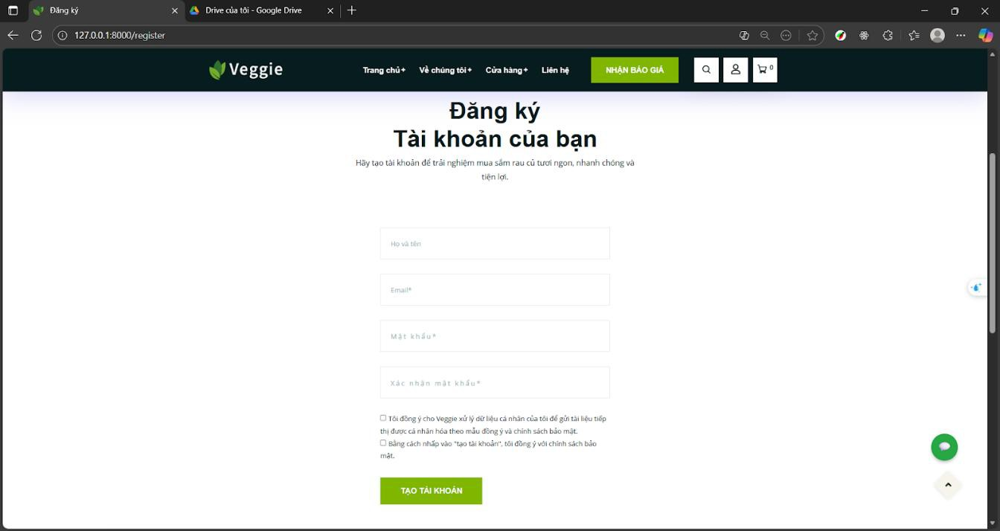 Đăng ký
Drive của tôi - Google Drive
127.0.0.1:8000/register
Veggie
Trang chủ+ Về chúng tôi+ Cửa hàng+ Liên hệ
NHẬN BÁO GIÁ
0
Đăng ký
Tài khoản của bạn
Hãy tạo tài khoản để trải nghiệm mua sắm rau củ tươi ngon, nhanh chóng và
tiện lợi.
Họ và tên
Email*
Mật khẩu*
Xác nhận mật khẩu*
Tôi đồng ý cho Veggie xử lý dữ liệu cá nhân của tôi để gửi tài liệu tiếp
thị được cá nhân hóa theo mẫu đồng ý và chính sách bảo mật.
Bằng cách nhấp vào "tạo tài khoản", tôi đồng ý với chính sách bảo
mật.
TẠO TÀI KHOẢN